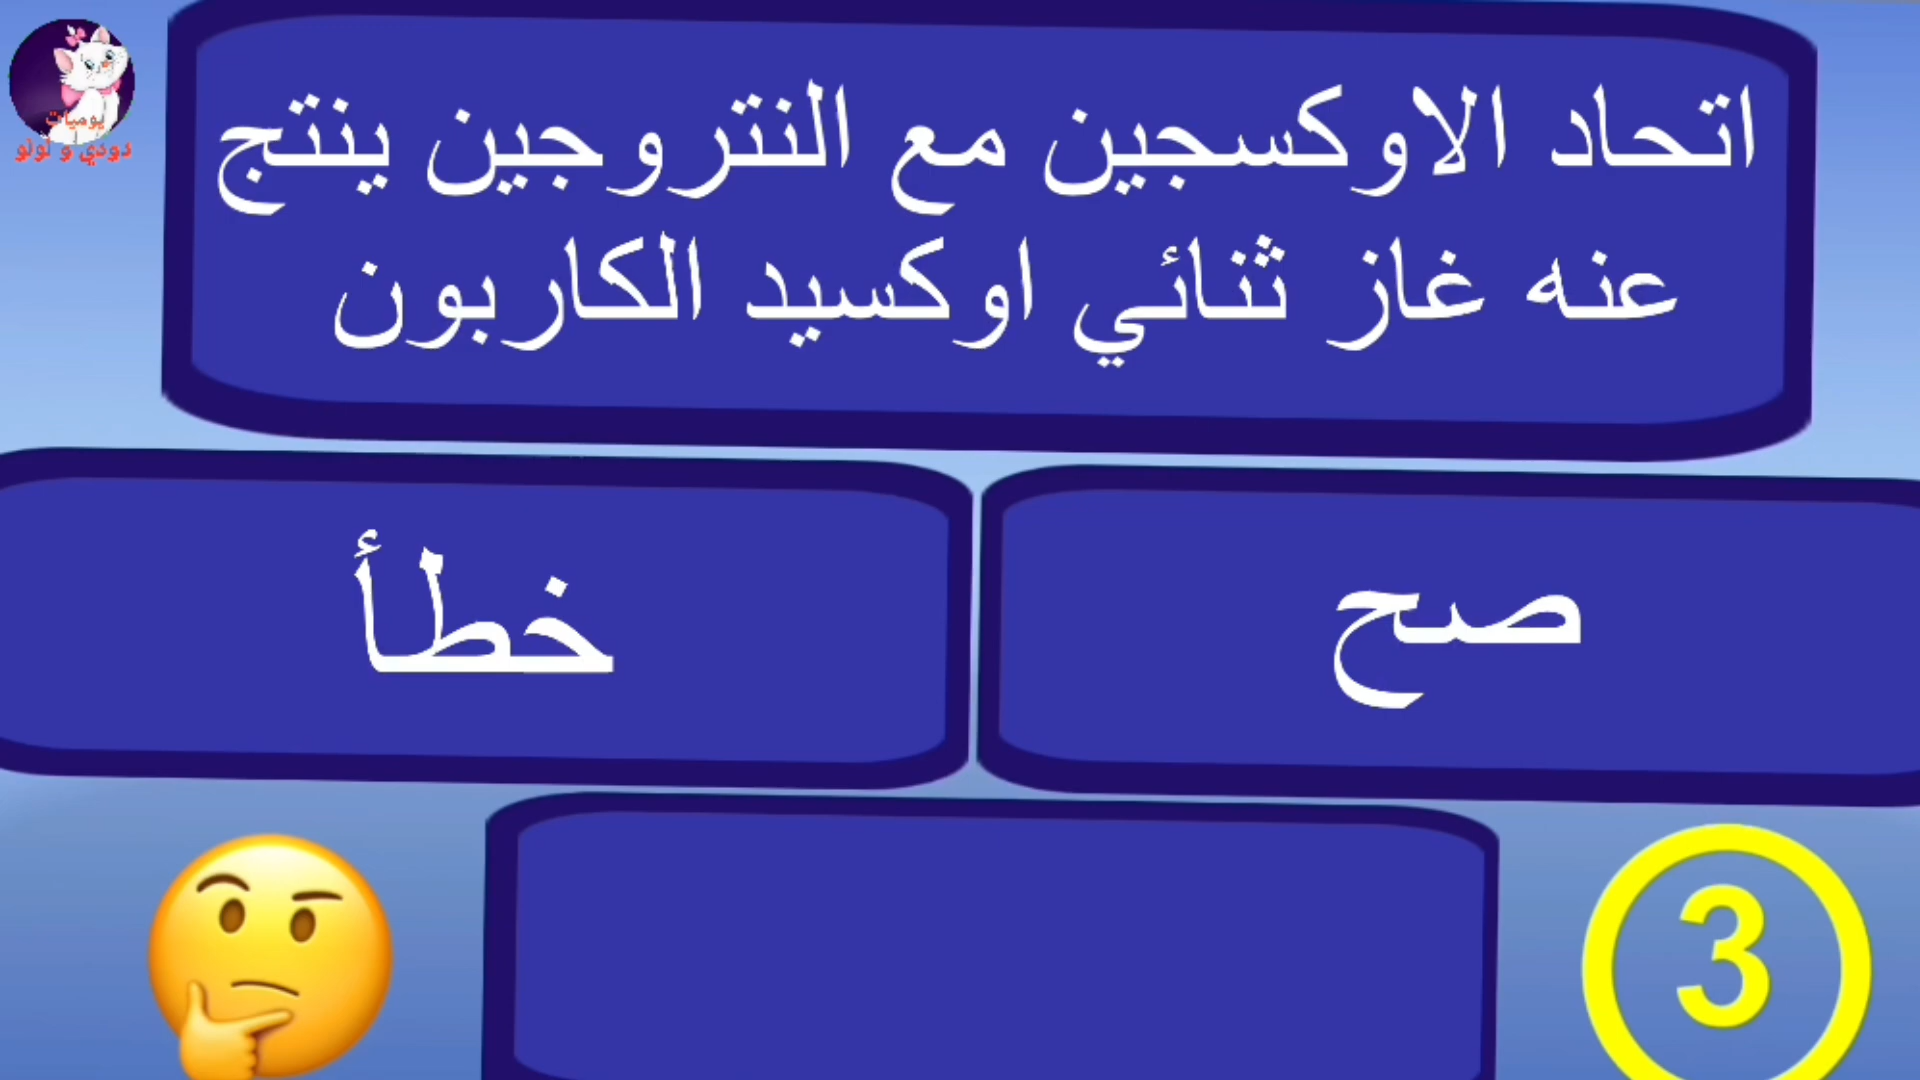 يوميات
دودي و لولو
اتحاد الاوكسجين مع النتروجين ينتج
عنه غاز ثنائي اوكسيد الكاربون
صح
خطأ
3